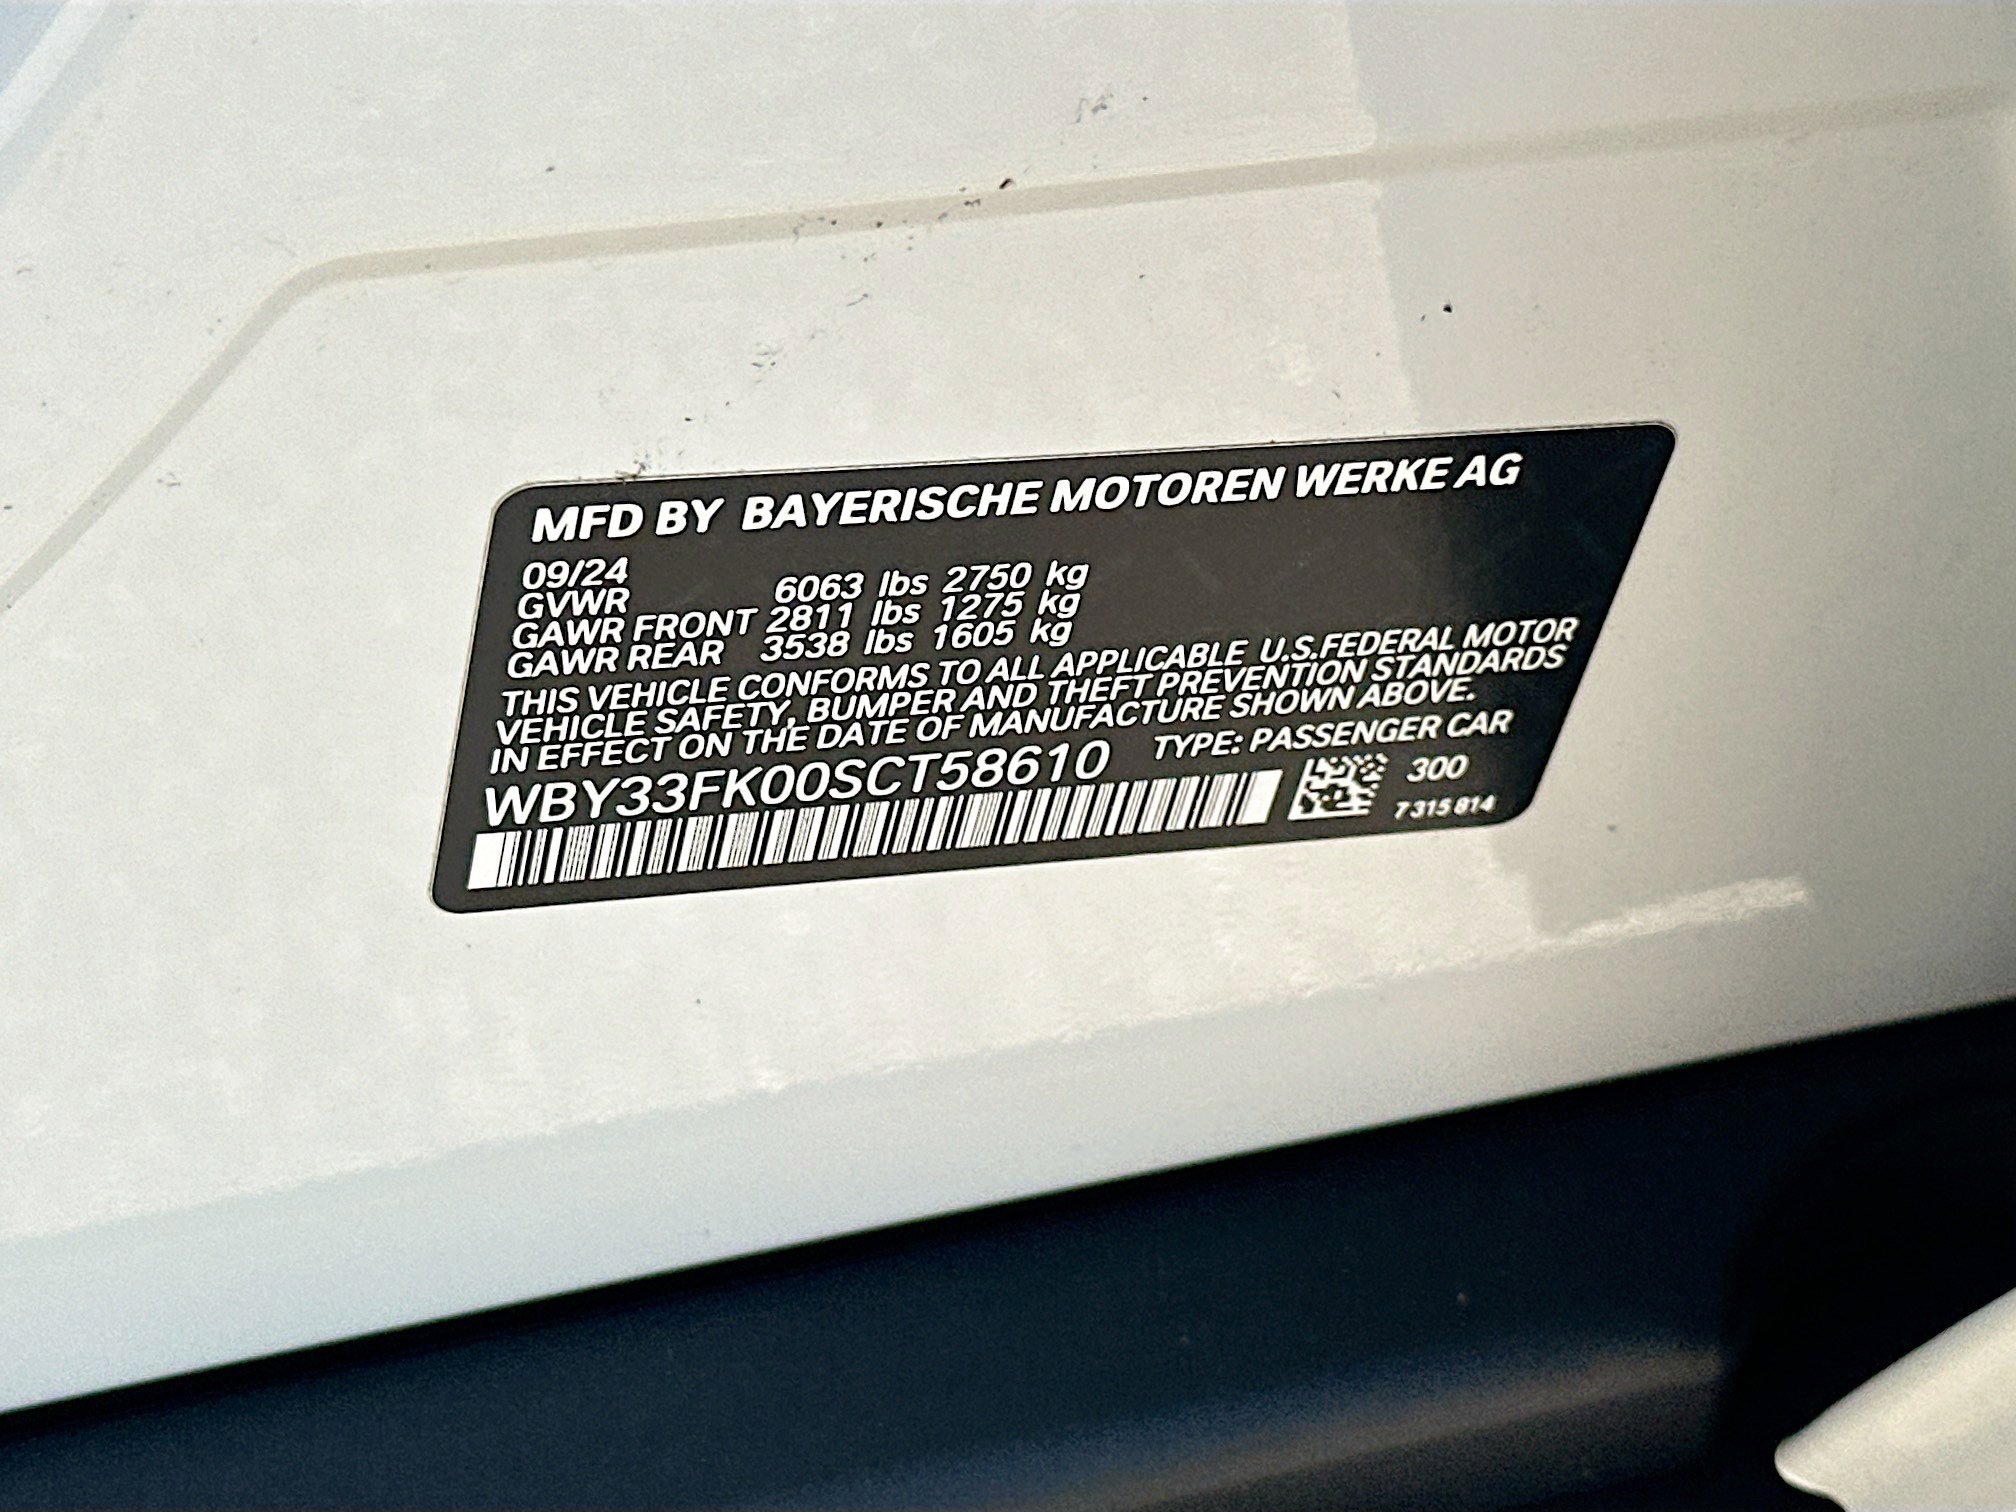 MFD BY BAYERISCHE MOTOREN WERKE AG
09/24
GVWR 6063 lbs 2750 kg
GAWR FRONT 2811 lbs 1275 kg
GAWR REAR 3538 lbs 1605 kg
THIS VEHICLE CONFORMS TO ALL APPLICABLE U.S.FEDERAL MOTOR
VEHICLE SAFETY, BUMPER AND THEFT PREVENTION STANDARDS
IN EFFECT ON THE DATE OF MANUFACTURE SHOWN ABOVE.
WBY33FK00SCT58610 TYPE: PASSENGER CAR
300
7 315 814